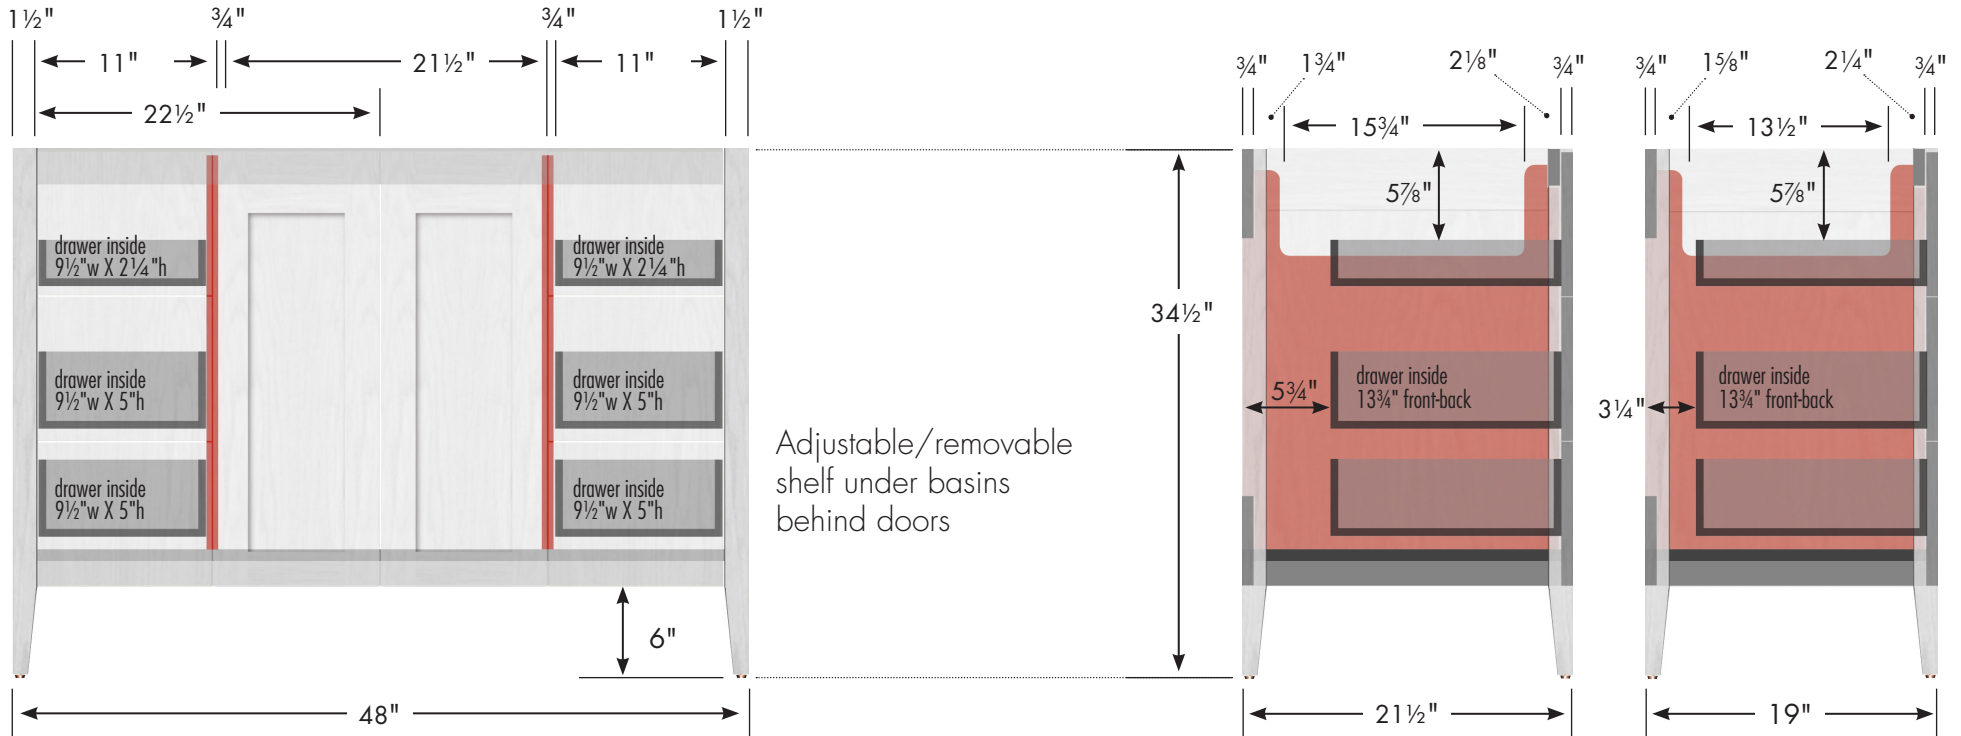 1½" ¾" ¾" 1½"
11" 21½" 11"
22½"
drawer inside
9½"w X 2¼"h
drawer inside
9½"w X 2¼"h
drawer inside
9½"w X 5"h
drawer inside
9½"w X 5"h
drawer inside
9½"w X 5"h
drawer inside
9½"w X 5"h
6"
48"
Adjustable/removable
shelf under basins
behind doors
34½"
¾" 1¾" 2⅛" ¾"
15¾"
5⅞"
5¾"
drawer inside
13¾" front-back
21½"
¾" 1⅝" 2¼" ¾"
13½"
5⅞"
3¼"
drawer inside
13¾" front-back
19"